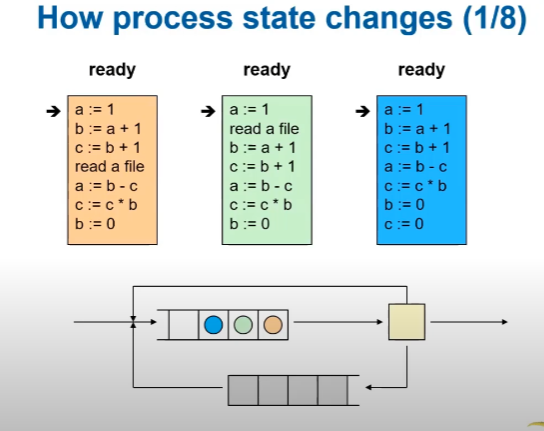 How process state changes (1/8)
ready
a := 1
b := a + 1
c := b + 1
read a file
a := b - c
c := c * b
b := 0
ready
a := 1
read a file
b := a + 1
c := b + 1
a := b - c
c := c * b
b := 0
ready
a := 1
b := a + 1
c := b + 1
a := b - c
c := c * b
b := 0
c := 0